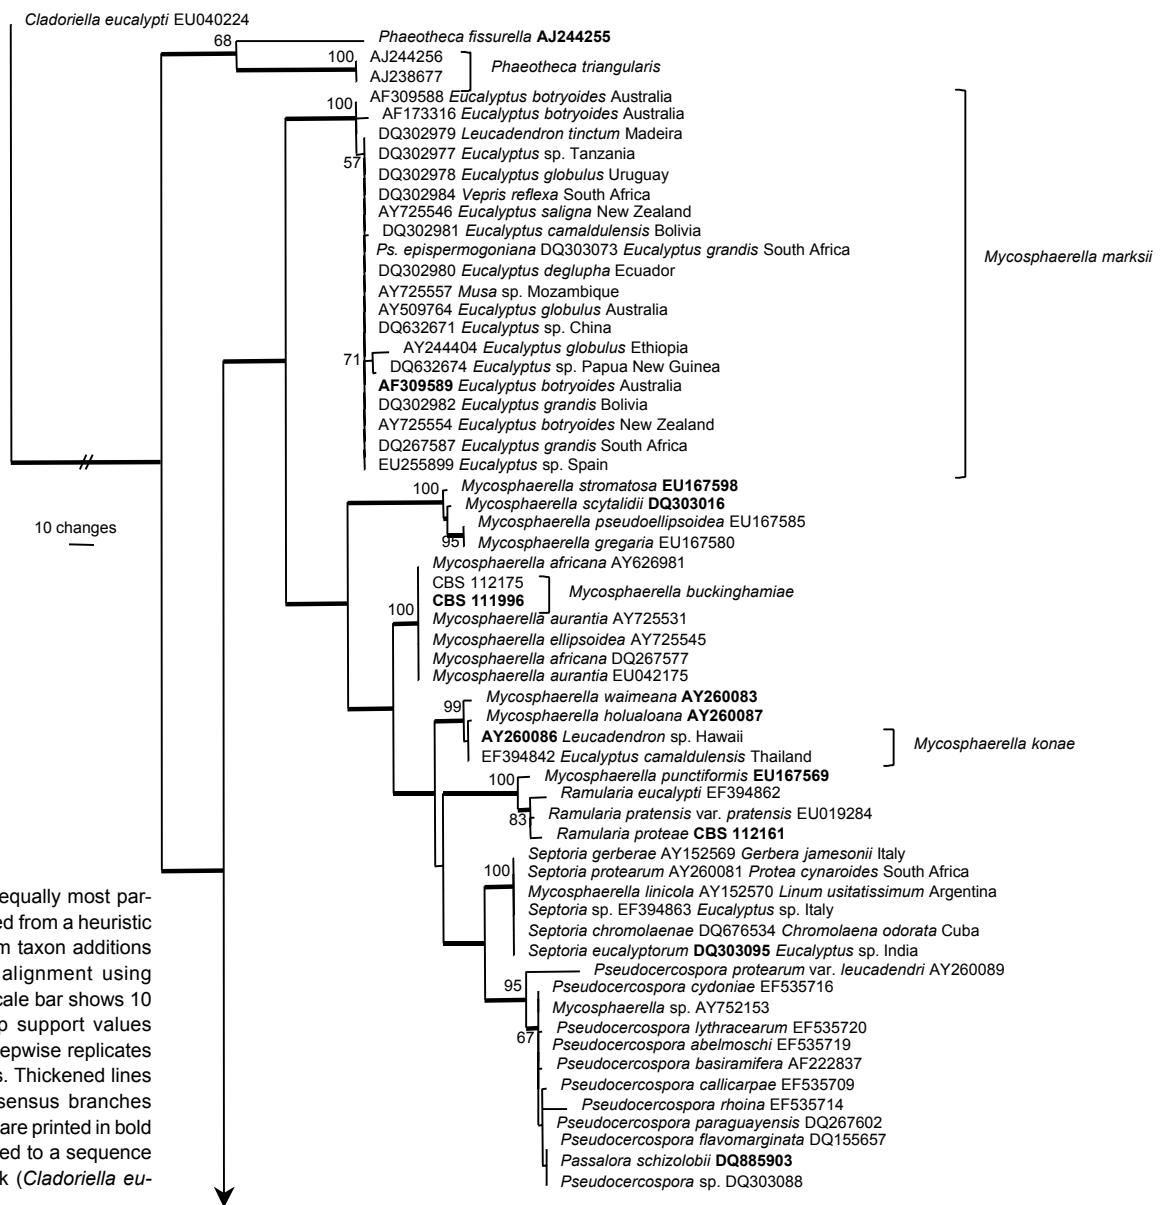 Cladoriella eucalypti EU040224
68
Phaeotheca fissurella AJ244255
100
AJ244256
AJ238677
Phaeotheca triangularis
AF309588 Eucalyptus botryoides Australia
100
AF173316 Eucalyptus botryoides Australia
DQ302979 Leucadendron tinctum Madeira
DQ302977 Eucalyptus sp. Tanzania
57
DQ302978 Eucalyptus globulus Uruguay
DQ302984 Vepris reflexa South Africa
AY725546 Eucalyptus saligna New Zealand
DQ302981 Eucalyptus camaldulensis Bolivia
Ps. epispermogoniana DQ303073 Eucalyptus grandis South Africa
Mycosphaerella marksii
DQ302980 Eucalyptus deglupha Ecuador
AY725557 Musa sp. Mozambique
AY509764 Eucalyptus globulus Australia
DQ632671 Eucalyptus sp. China
AY244404 Eucalyptus globulus Ethiopia
71
DQ632674 Eucalyptus sp. Papua New Guinea
AF309589 Eucalyptus botryoides Australia
DQ302982 Eucalyptus grandis Bolivia
AY725554 Eucalyptus botryoides New Zealand
DQ267587 Eucalyptus grandis South Africa
EU255899 Eucalyptus sp. Spain
100
Mycosphaerella stromatosa EU167598
Mycosphaerella scytalidii DQ303016
Mycosphaerella pseudoellipsoidea EU167585
10 changes
95
Mycosphaerella gregaria EU167580
Mycosphaerella africana AY626981
CBS 112175
CBS 111996
Mycosphaerella buckinghamiae
100
Mycosphaerella aurantia AY725531
Mycosphaerella ellipsoidea AY725545
Mycosphaerella africana DQ267577
Mycosphaerella aurantia EU042175
Mycosphaerella waimeana AY260083
99
Mycosphaerella holualoana AY260087
AY260086 Leucadendron sp. Hawaii
EF394842 Eucalyptus camaldulensis Thailand
Mycosphaerella konae
100
Mycosphaerella punctiformis EU167569
Ramularia eucalypti EF394862
Ramularia pratensis var. pratensis EU019284
83
Ramularia proteae CBS 112161
Septoria gerberae AY152569 Gerbera jamesonii Italy
100
Septoria protearum AY260081 Protea cynaroides South Africa
Mycosphaerella linicola AY152570 Linum usitatissimum Argentina
Septoria sp. EF394863 Eucalyptus sp. Italy
Septoria chromolaenae DQ676534 Chromolaena odorata Cuba
Septoria eucalyptorum DQ303095 Eucalyptus sp. India
Pseudocercospora protearum var. leucadendri AY260089
95
Pseudocercospora cydoniae EF535716
Mycosphaerella sp. AY752153
Pseudocercospora lythracearum EF535720
67
Pseudocercospora abelmoschi EF535719
Pseudocercospora basiramifera AF222837
Pseudocercospora callicarpae EF535709
Pseudocercospora rhoina EF535714
Pseudocercospora paraguayensis DQ267602
Pseudocercospora flavomarginata DQ155657
Passalora schizolobii DQ885903
Pseudocercospora sp. DQ303088
equally most par-
ed from a heuristic
m taxon additions
alignment using
cale bar shows 10
p support values
epwise replicates
s. Thickened lines
sensus branches
are printed in bold
ed to a sequence
k (Cladoriella eu-